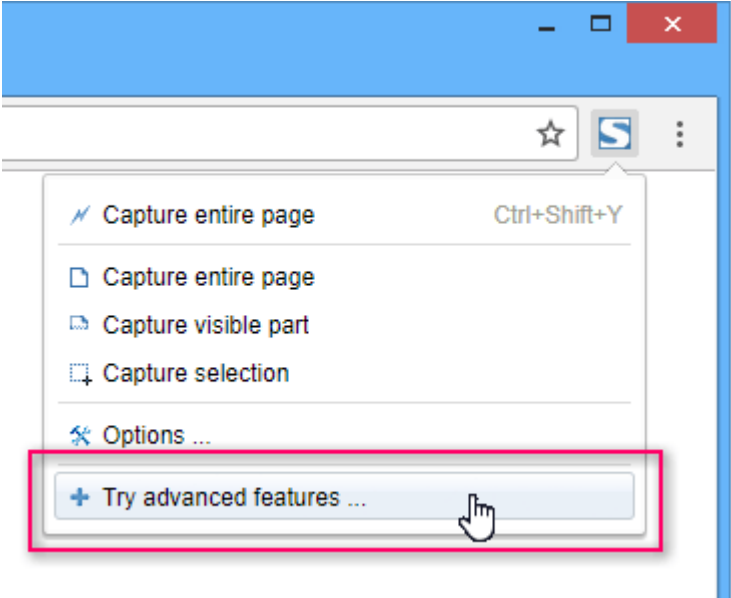 Capture entire page Ctrl+Shift+Y
Capture entire page
Capture visible part
Capture selection
Options ...
Try advanced features ...